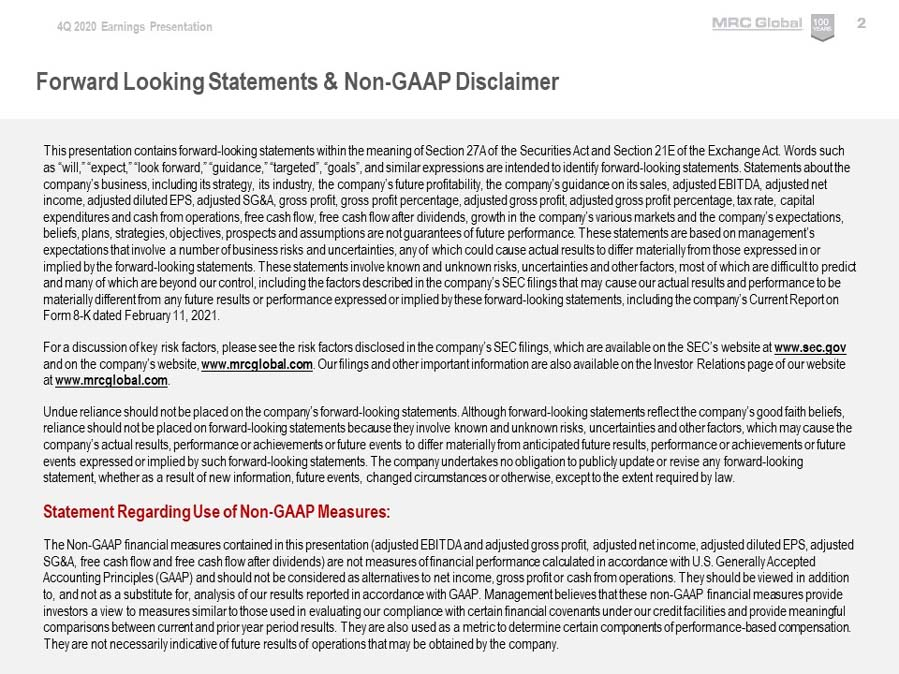 4Q 2020 Earnings Presentation
MRC Global
100
YEARS
2
Forward Looking Statements & Non-GAAP Disclaimer
This presentation contains forward-looking statements within the meaning of Section 27A of the Securities Act and Section 21E of the Exchange Act. Words such
as “will,” “expect,” “look forward,” “guidance,” “targeted”, “goals”, and similar expressions are intended to identify forward-looking statements. Statements about the
company’s business, including its strategy, its industry, the company’s future profitability, the company’s guidance on its sales, adjusted EBITDA, adjusted net
income, adjusted diluted EPS, adjusted SG&A, gross profit, gross profit percentage, adjusted gross profit, adjusted gross profit percentage, tax rate, capital
expenditures and cash from operations, free cash flow, free cash flow after dividends, growth in the company’s various markets and the company’s expectations,
beliefs, plans, strategies, objectives, prospects and assumptions are not guarantees of future performance. These statements are based on management’s
expectations that involve a number of business risks and uncertainties, any of which could cause actual results to differ materially from those expressed in or
implied by the forward-looking statements. These statements involve known and unknown risks, uncertainties and other factors, most of which are difficult to predict
and many of which are beyond our control, including the factors described in the company’s SEC filings that may cause our actual results and performance to be
materially different from any future results or performance expressed or implied by these forward-looking statements, including the company’s Current Report on
Form 8-K dated February 11, 2021.
For a discussion of key risk factors, please see the risk factors disclosed in the company’s SEC filings, which are available on the SEC’s website at www.sec.gov
and on the company’s website, www.mrcglobal.com. Our filings and other important information are also available on the Investor Relations page of our website
at www.mrcglobal.com.
Undue reliance should not be placed on the company’s forward-looking statements. Although forward-looking statements reflect the company’s good faith beliefs,
reliance should not be placed on forward-looking statements because they involve known and unknown risks, uncertainties and other factors, which may cause the
company’s actual results, performance or achievements or future events to differ materially from anticipated future results, performance or achievements or future
events expressed or implied by such forward-looking statements. The company undertakes no obligation to publicly update or revise any forward-looking
statement, whether as a result of new information, future events, changed circumstances or otherwise, except to the extent required by law.
Statement Regarding Use of Non-GAAP Measures:
The Non-GAAP financial measures contained in this presentation (adjusted EBITDA and adjusted gross profit, adjusted net income, adjusted diluted EPS, adjusted
SG&A, free cash flow and free cash flow after dividends) are not measures of financial performance calculated in accordance with U.S. Generally Accepted
Accounting Principles (GAAP) and should not be considered as alternatives to net income, gross profit or cash from operations. They should be viewed in addition
to, and not as a substitute for, analysis of our results reported in accordance with GAAP. Management believes that these non-GAAP financial measures provide
investors a view to measures similar to those used in evaluating our compliance with certain financial covenants under our credit facilities and provide meaningful
comparisons between current and prior year period results. They are also used as a metric to determine certain components of performance-based compensation.
They are not necessarily indicative of future results of operations that may be obtained by the company.